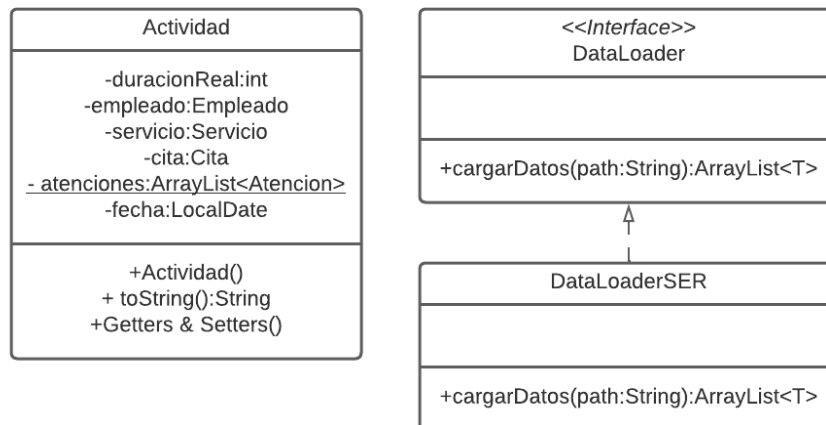 Actividad
-duracionReal:int
-empleado:Empleado
-servicio:Servicio
-cita:Cita
- atenciones:ArrayList<Atencion>
-fecha:LocalDate
+Actividad()
+ toString():String
+Getters & Setters()
<<Interface>>
DataLoader
+cargarDatos(path:String):ArrayList<T>
DataLoaderSER
+cargarDatos(path:String):ArrayList<T>